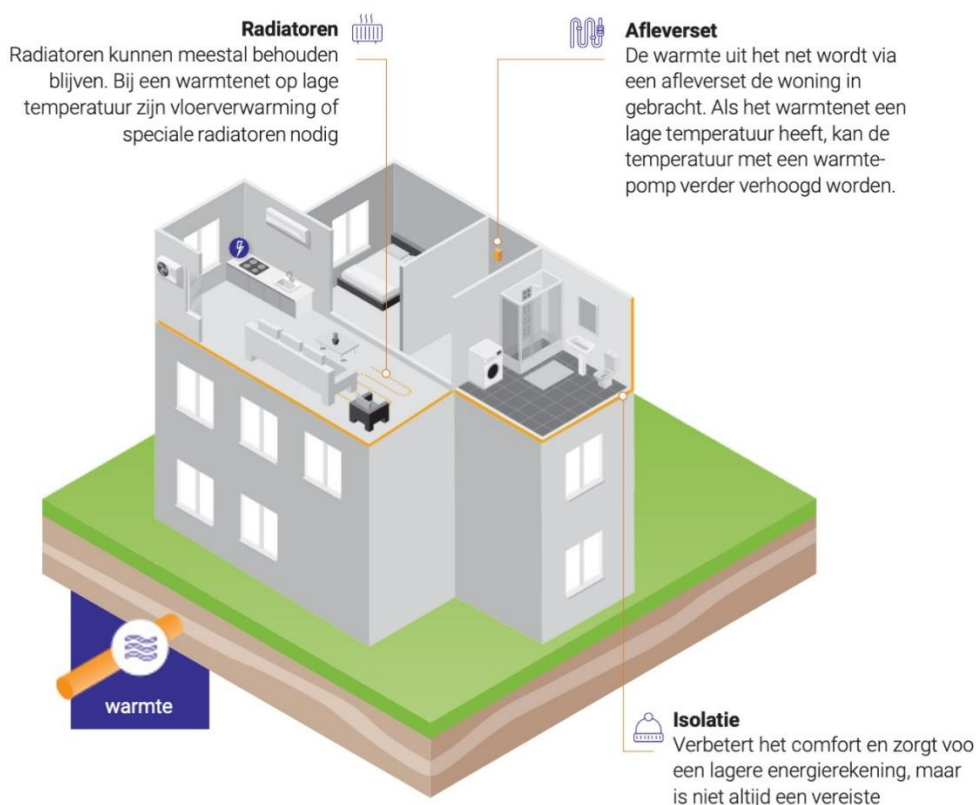 Radiatoren
Radiatoren kunnen meestal behouden
blijven. Bij een warmtenet op lage
temperatuur zijn vloerverwarming of
speciale radiatoren nodig
Afleverset
De warmte uit het net wordt via
een afleverset de woning in
gebracht. Als het warmtenet een
lage temperatuur heeft, kan de
temperatuur met een warmte-
pomp verder verhoogd worden.
warmte
Isolatie
Verbetert het comfort en zorgt voo
een lagere energierekening, maar
is niet altijd een vereiste